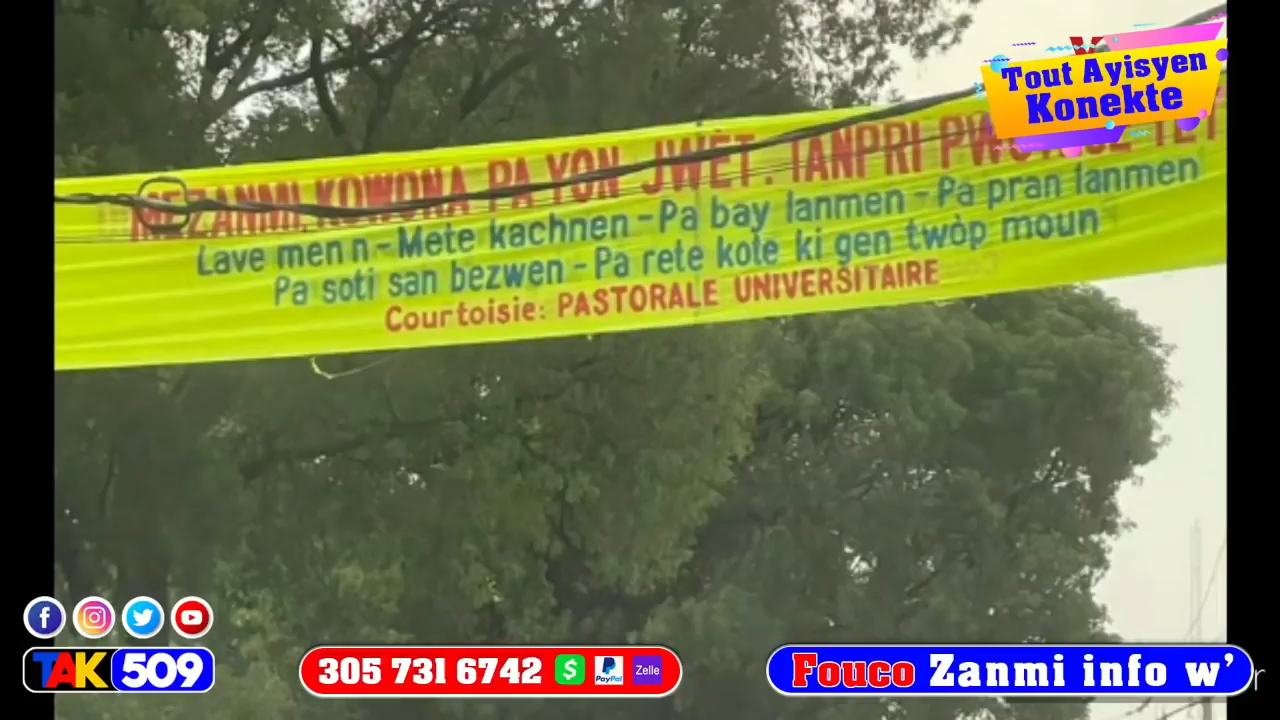 Tout Ayisyen
Konekte
MEZANMI, KOWONA PA YON JWÈT. TANPRI
Lave men n - Mete kachnen - Pa bay lanmen - Pa pran lanmen
Pa soti san bezwen - Pa rete kote ki gen twòp moun
Courtoisie: PASTORALE UNIVERSITAIRE
TAK 509
305 731 6742
PayPal
Zelle
Fouco Zanmi info w'